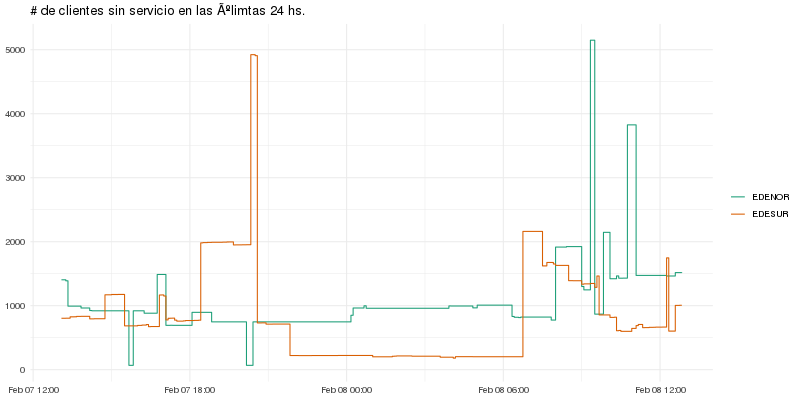 # de clientes sin servicio en las Ãºlimtas 24 hs.
5000
4000
3000
2000
1000
0
Feb 07 12:00
Feb 07 18:00
Feb 08 00:00
Feb 08 06:00
Feb 08 12:00
EDENOR
EDESUR